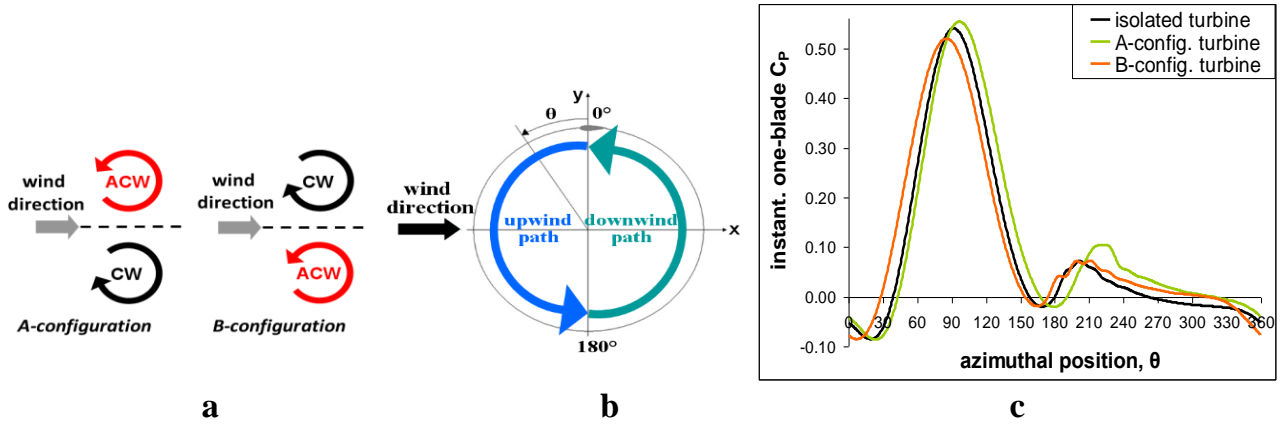 wind
direction
ACW
CW
A-configuration
wind
direction
CW
ACW
B-configuration
a
wind
direction
y
θ
0°
upwind
path
downwind
path
x
180°
b
instant. one-blade CP
isolated turbine
A-config. turbine
B-config. turbine
0.50
0.40
0.30
0.20
0.10
0.00
-0.10
0 30 60 90 120 150 180 210 240 270 300 330 360
azimuthal position, θ
c